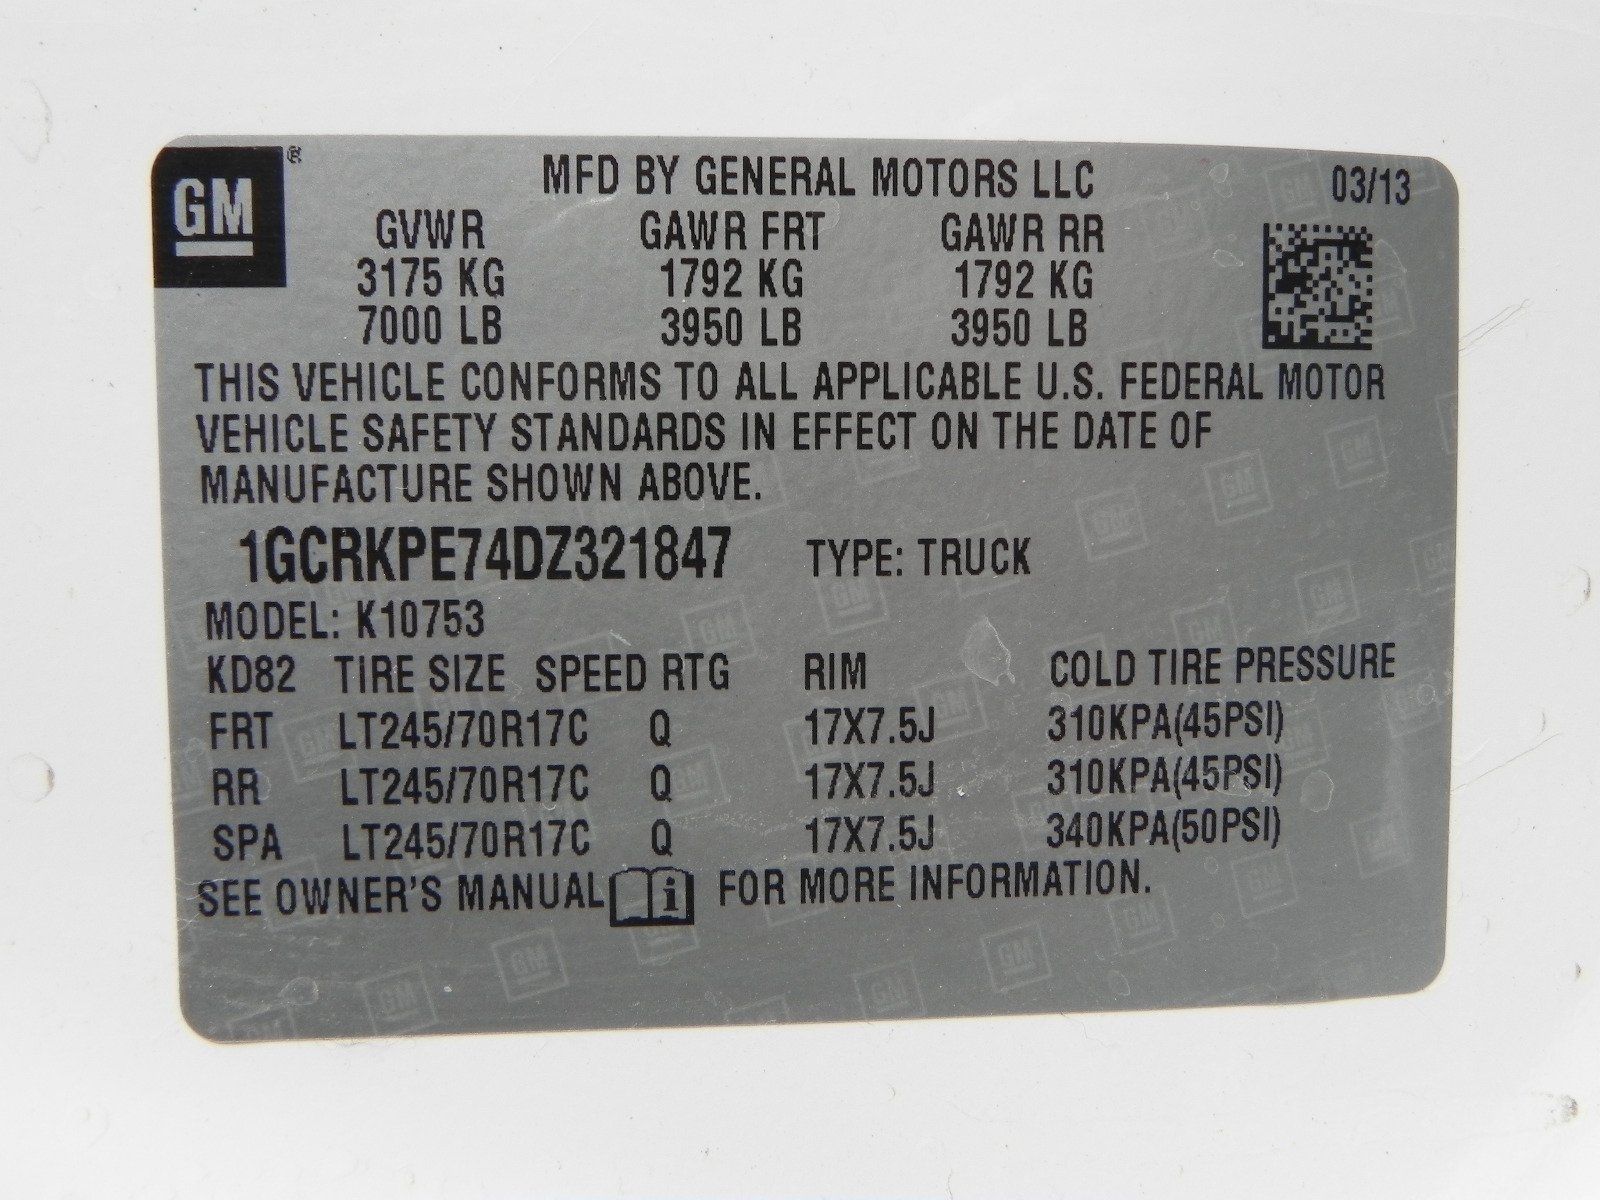 GM ®
MFD BY GENERAL MOTORS LLC 03/13
GVWR GAWR FRT GAWR RR
3175 KG 1792 KG 1792 KG
7000 LB 3950 LB 3950 LB
THIS VEHICLE CONFORMS TO ALL APPLICABLE U.S. FEDERAL MOTOR
VEHICLE SAFETY STANDARDS IN EFFECT ON THE DATE OF
MANUFACTURE SHOWN ABOVE.
1GCRKPE74DZ321847 TYPE: TRUCK
MODEL: K10753
KD82 TIRE SIZE SPEED RTG RIM COLD TIRE PRESSURE
FRT LT245/70R17C Q 17X7.5J 310KPA(45PSI)
RR LT245/70R17C Q 17X7.5J 310KPA(45PSI)
SPA LT245/70R17C Q 17X7.5J 340KPA(50PSI)
SEE OWNER'S MANUAL i FOR MORE INFORMATION.